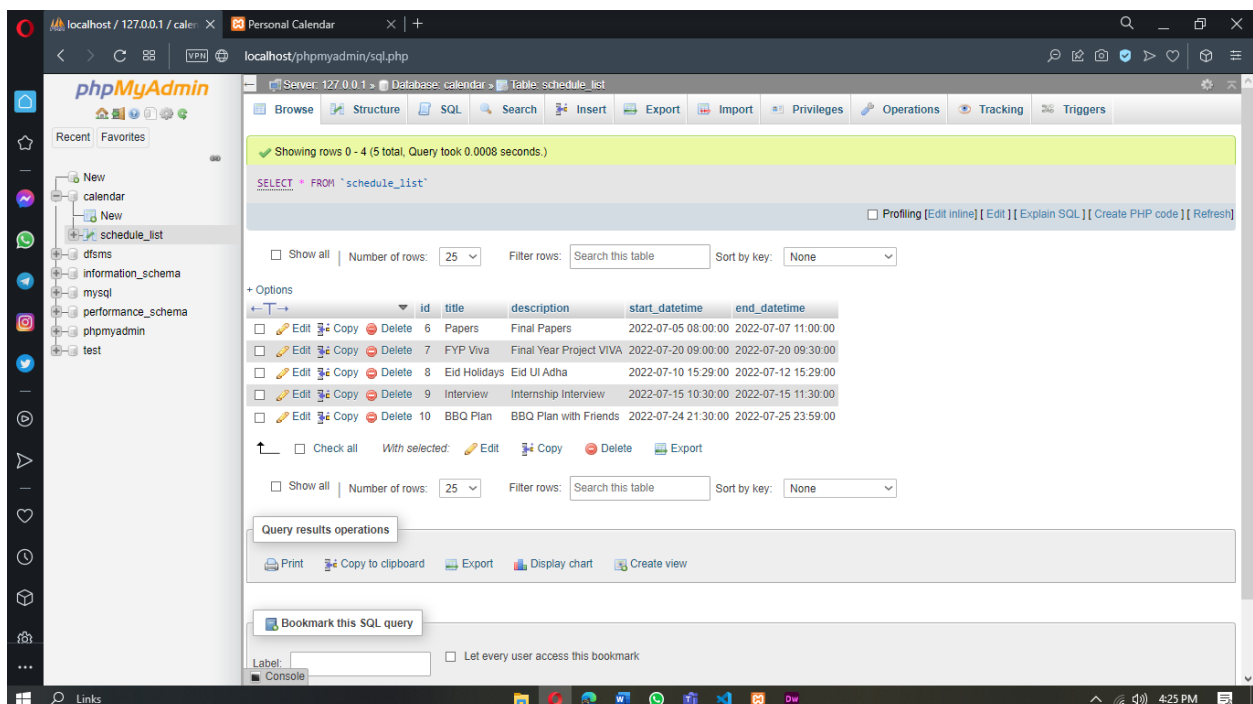 localhost / 127.0.0.1 / calen
Personal Calendar
VPN
localhost/phpmyadmin/sql.php
phpMyAdmin
Recent Favorites
New
calendar
New
schedule_list
dfsms
information_schema
mysql
performance_schema
phpmyadmin
test
Server: 127.0.0.1 » Database: calendar » Table: schedule_list
Browse Structure SQL Search Insert Export Import Privileges Operations Tracking Triggers
Showing rows 0 - 4 (5 total, Query took 0.0008 seconds.)
SELECT * FROM `schedule_list`
Profiling [Edit inline] [ Edit ] [ Explain SQL ] [ Create PHP code ] [ Refresh]
Show all | Number of rows: 25 Filter rows: Search this table Sort by key: None
+ Options
←T→ id title description start_datetime end_datetime
Edit Copy Delete 6 Papers Final Papers 2022-07-05 08:00:00 2022-07-07 11:00:00
Edit Copy Delete 7 FYP Viva Final Year Project VIVA 2022-07-20 09:00:00 2022-07-20 09:30:00
Edit Copy Delete 8 Eid Holidays Eid Ul Adha 2022-07-10 15:29:00 2022-07-12 15:29:00
Edit Copy Delete 9 Interview Internship Interview 2022-07-15 10:30:00 2022-07-15 11:30:00
Edit Copy Delete 10 BBQ Plan BBQ Plan with Friends 2022-07-24 21:30:00 2022-07-25 23:59:00
Check all With selected: Edit Copy Delete Export
Show all | Number of rows: 25 Filter rows: Search this table Sort by key: None
Query results operations
Print Copy to clipboard Export Display chart Create view
Bookmark this SQL query
Label: Let every user access this bookmark
Console
Links
Dw
4:25 PM